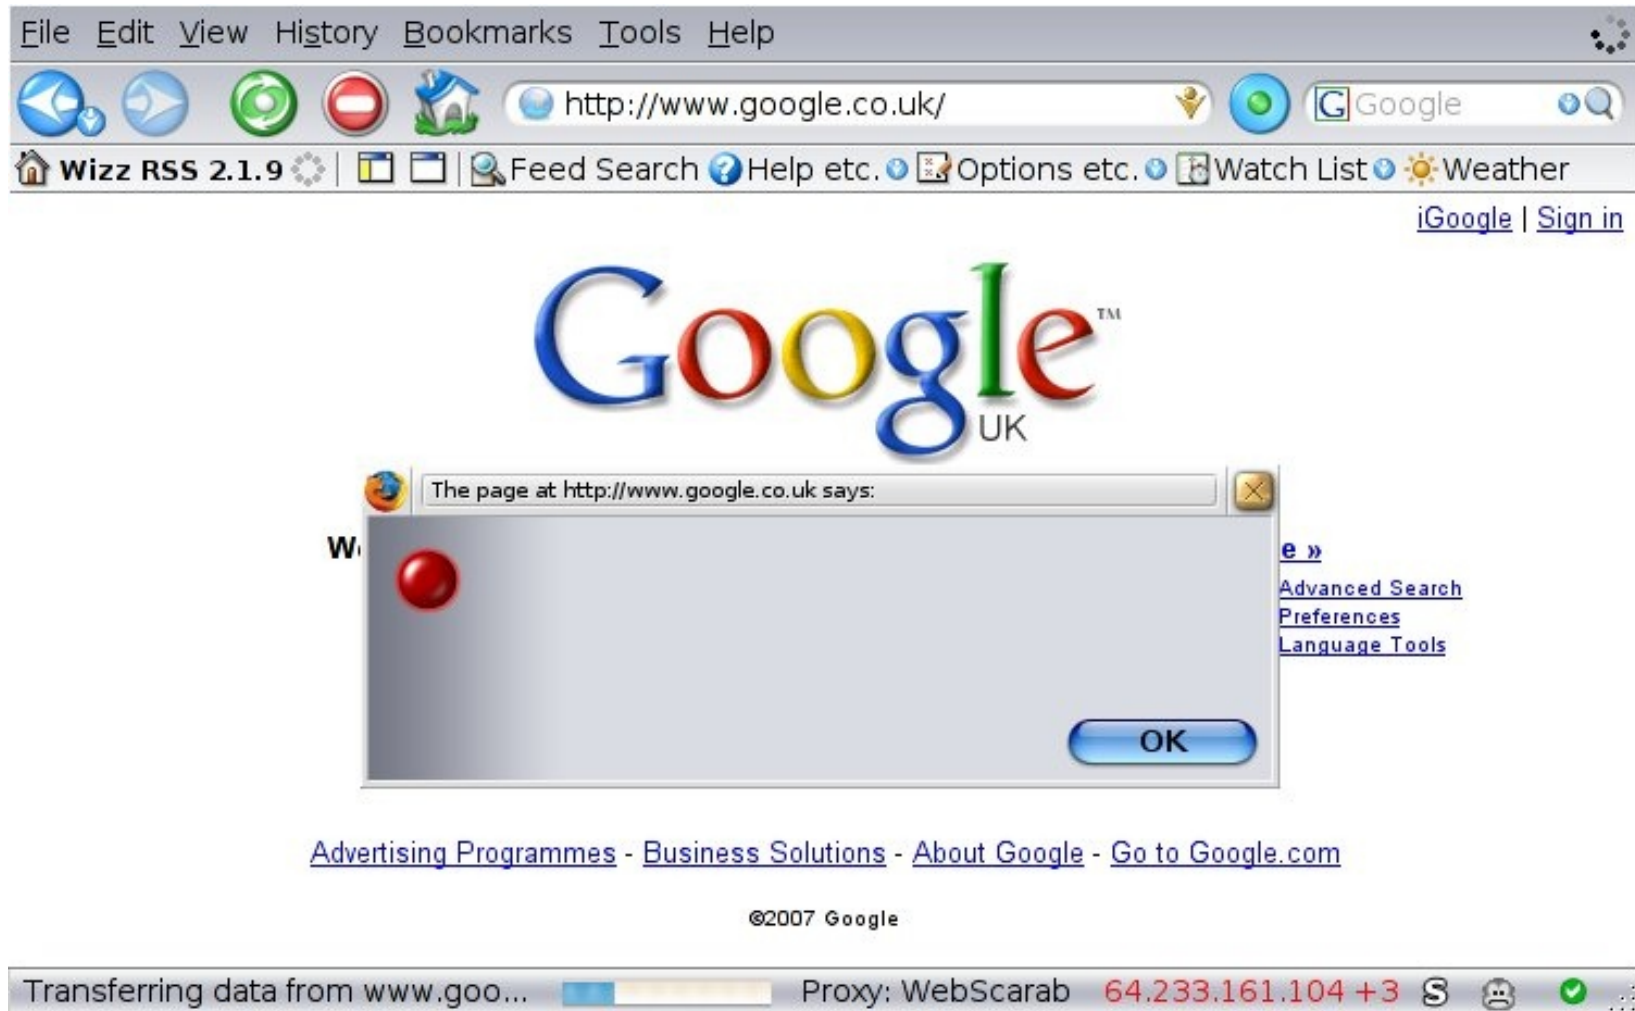 File Edit View History Bookmarks Tools Help
http://www.google.co.uk/ G Google
Wizz RSS 2.1.9 Feed Search Help etc. Options etc. Watch List Weather
iGoogle | Sign in
Google™
UK
The page at http://www.google.co.uk says:
e »
Advanced Search
Preferences
Language Tools
OK
Advertising Programmes - Business Solutions - About Google - Go to Google.com
©2007 Google
Transferring data from www.goo... Proxy: WebScarab 64.233.161.104 +3 S